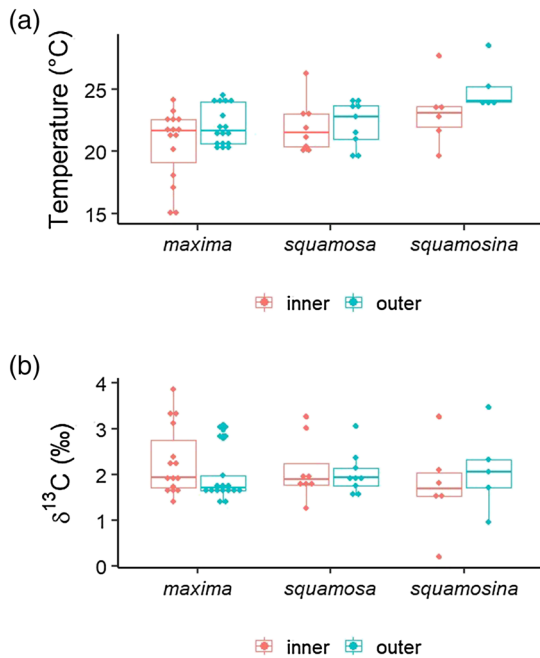 (a)
Temperature (°C)
25
20
15
maxima squamosa squamosina
inner outer
(b)
δ¹³C (‰)
4
3
2
1
0
maxima squamosa squamosina
inner outer